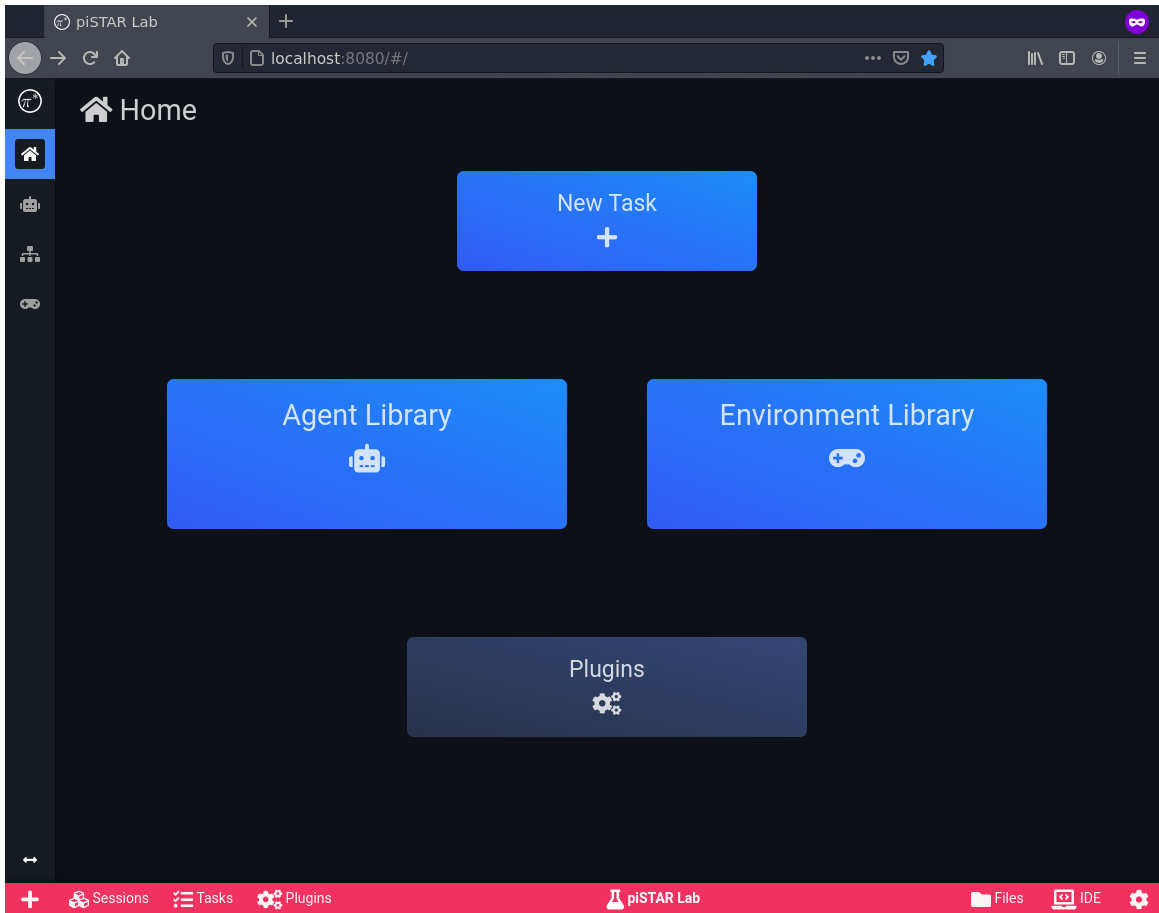 piSTAR Lab
localhost:8080/#/
π*
Home
New Task
Agent Library
Environment Library
Plugins
Sessions
Tasks
Plugins
piSTAR Lab
Files
IDE